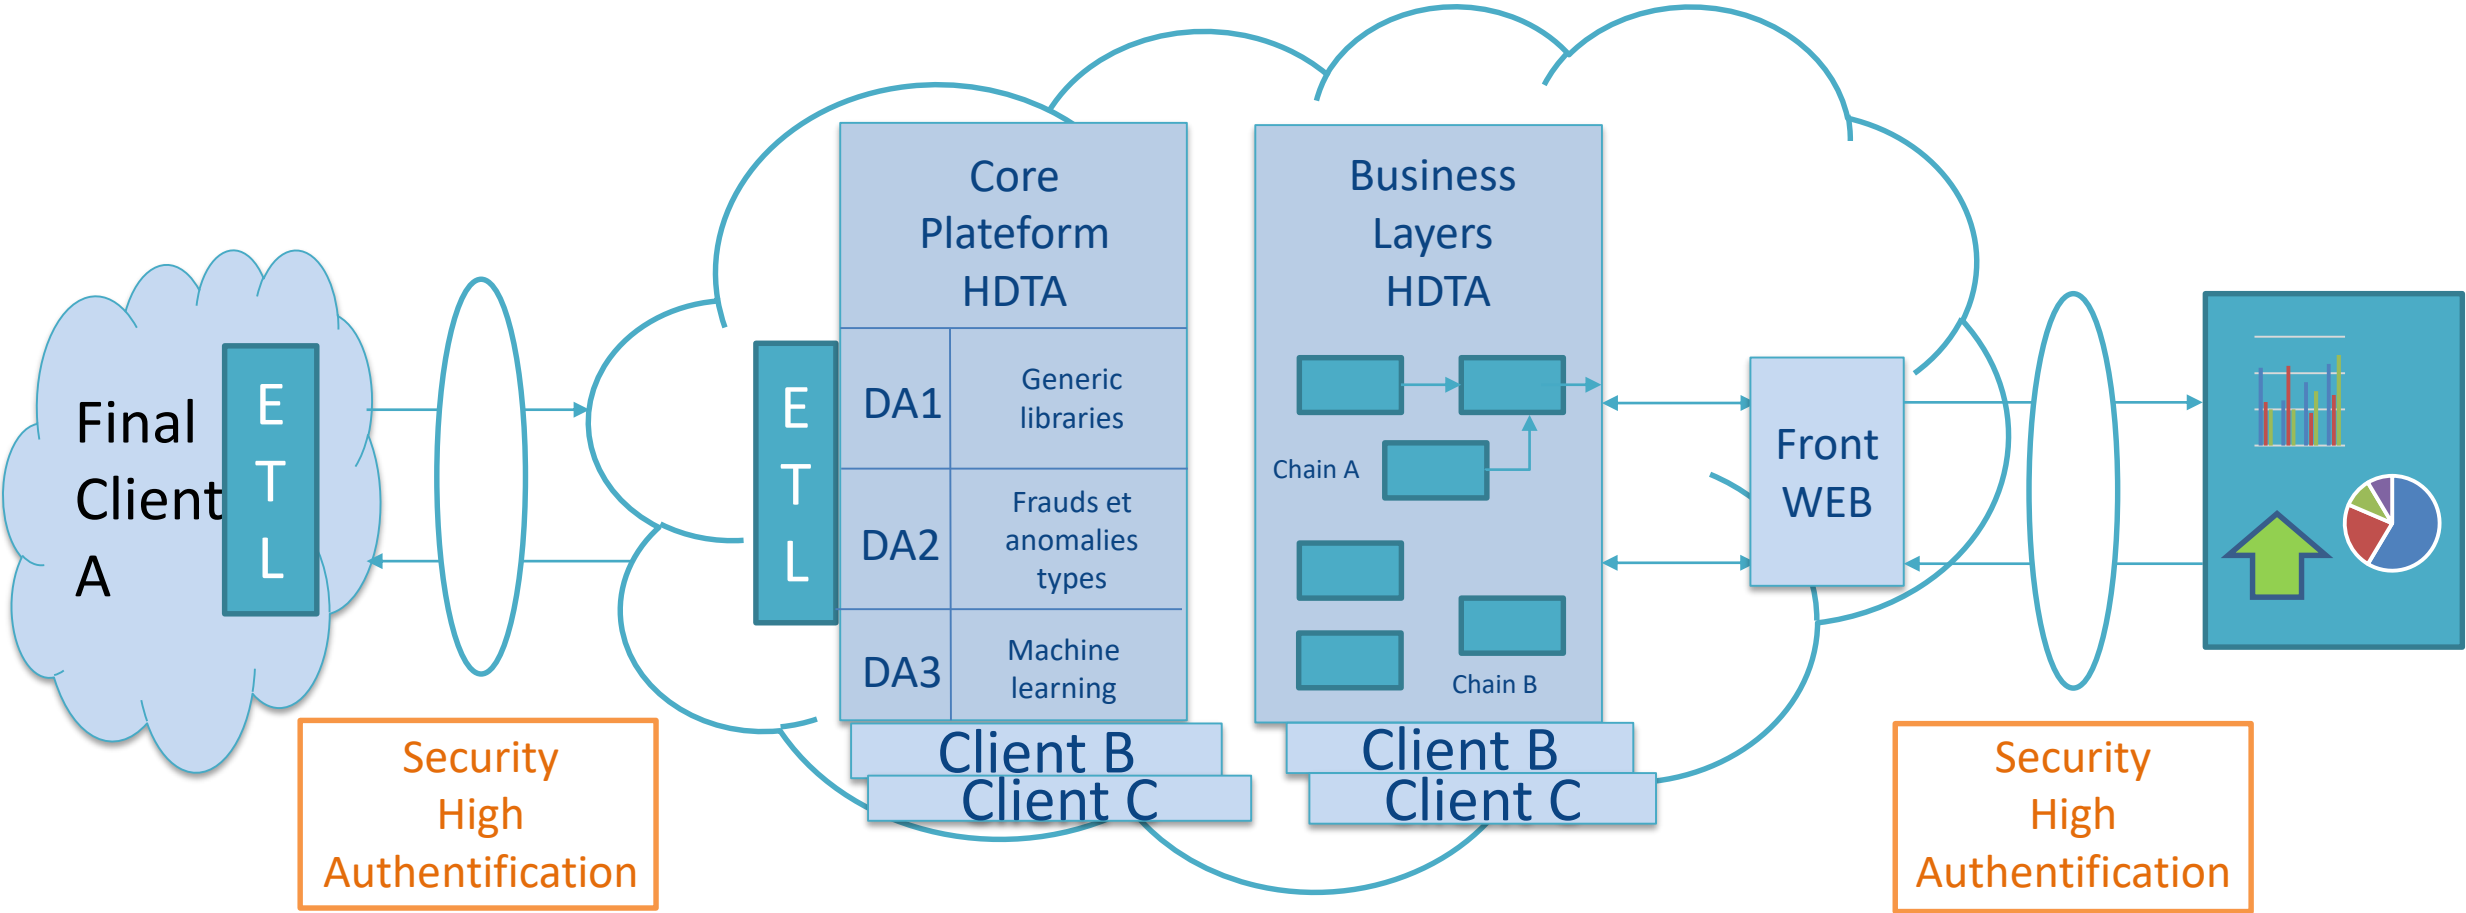 Final
Client
A
E
T
L
Security
High
Authentification
E
T
L
Core
Plateform
HDTA
DA1
Generic
libraries
DA2
Frauds et
anomalies
types
DA3
Machine
learning
Client B
Client C
Business
Layers
HDTA
Chain A
Chain B
Client B
Client C
Front
WEB
Security
High
Authentification